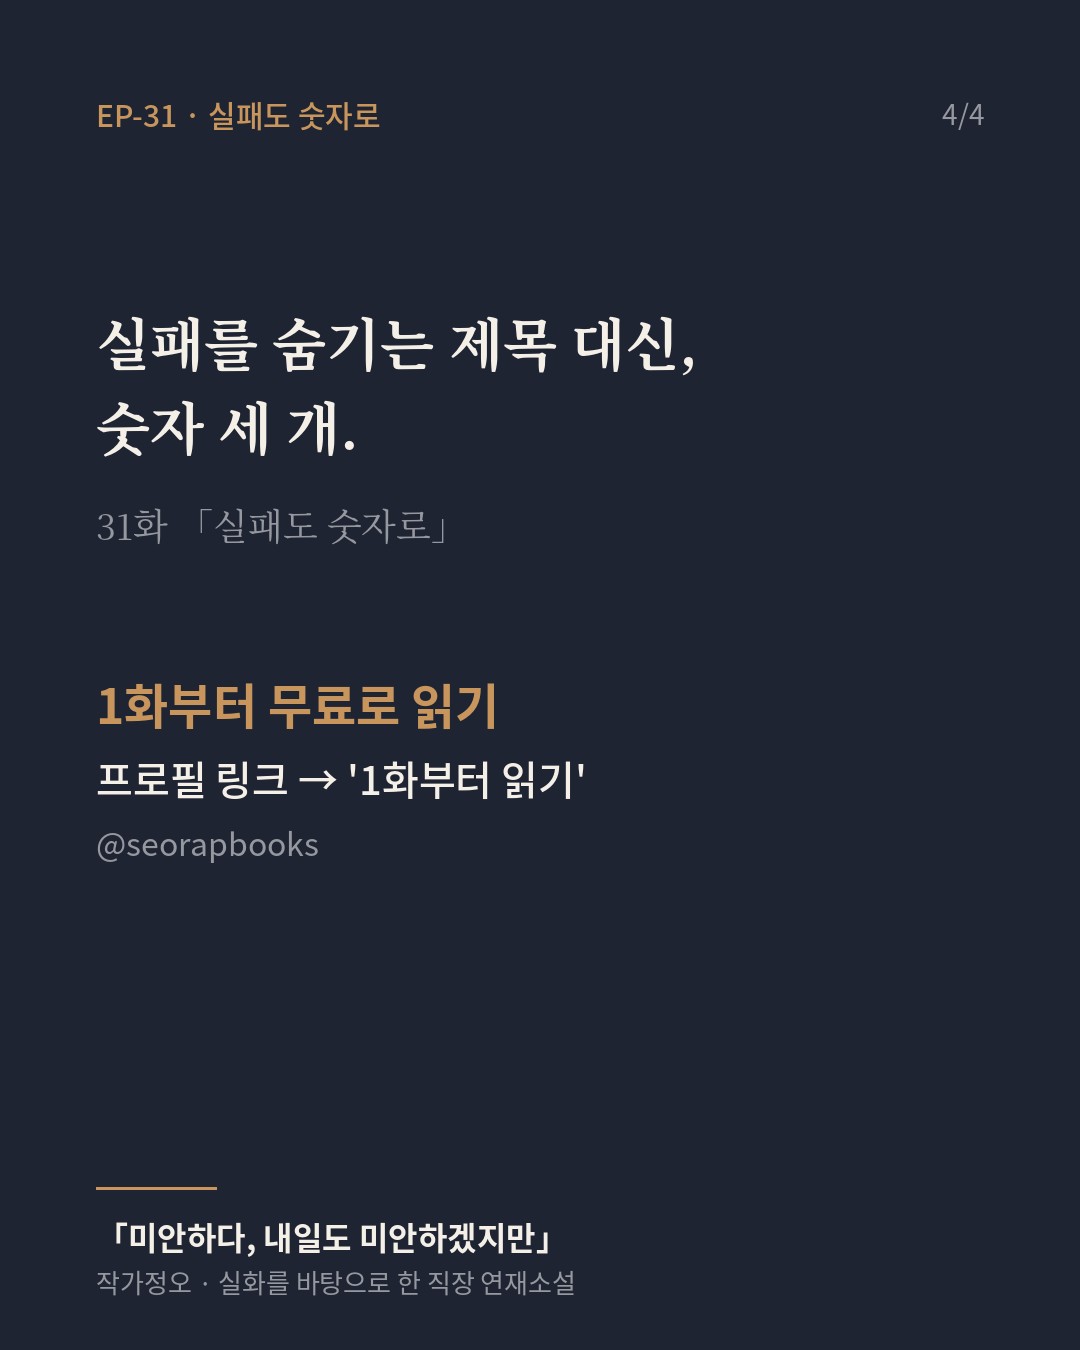 EP-31 · 실패도 숫자로
4/4
실패를 숨기는 제목 대신,
숫자 세 개.
31화 「실패도 숫자로」
1화부터 무료로 읽기
프로필 링크 → '1화부터 읽기'
@seorapbooks
「미안하다, 내일도 미안하겠지만」
작가정오 · 실화를 바탕으로 한 직장 연재소설